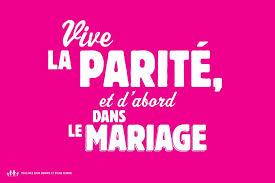 Vive
LA PARITÉ,
et d'abord
DANS
LE MARIAGE